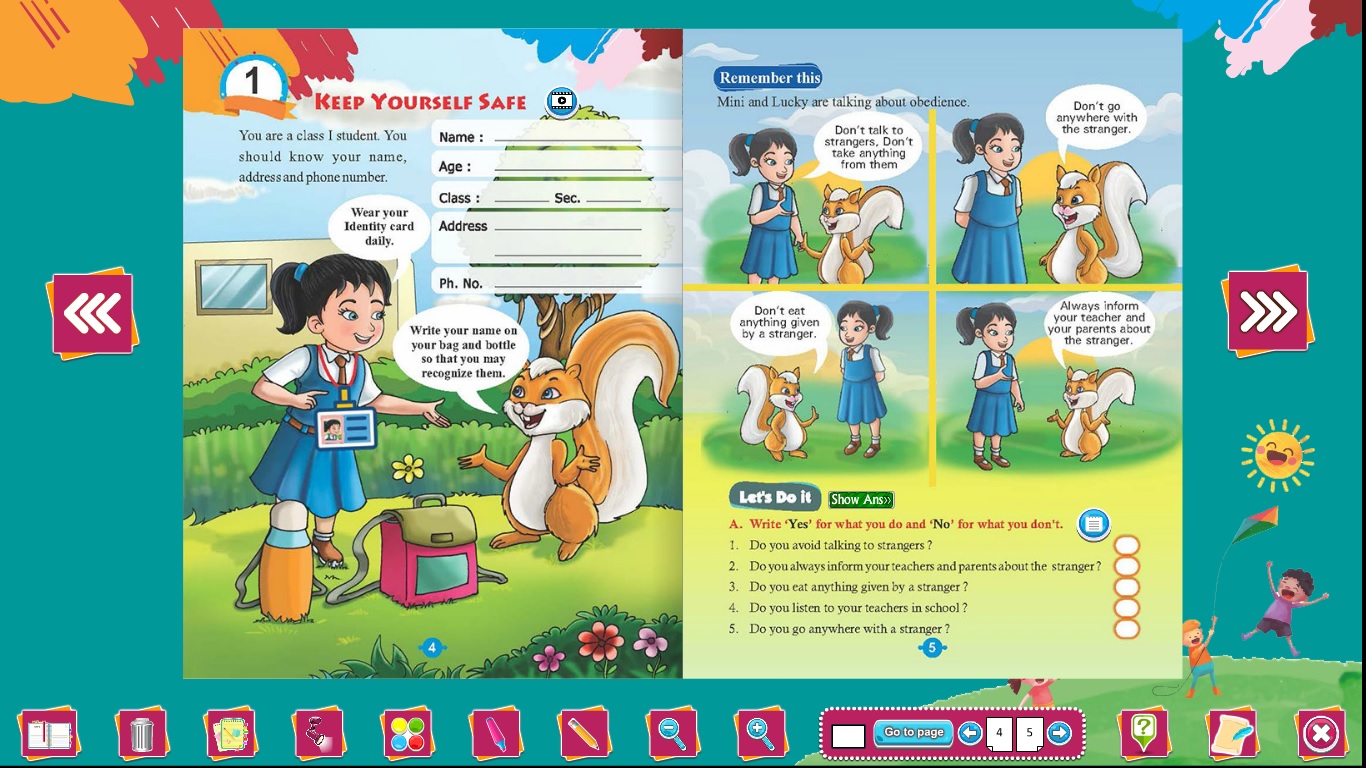 1
KEEP YOURSELF SAFE
You are a class I student. You
should know your name,
address and phone number.
Name :
Age :
Class : Sec.
Address
Ph. No.
Wear your
Identity card
daily.
Write your name on
your bag and bottle
so that you may
recognize them.
4
Remember this
Mini and Lucky are talking about obedience.
Don't talk to
strangers, Don't
take anything
from them
Don't go
anywhere with
the stranger.
Don't eat
anything given
by a stranger.
Always inform
your teacher and
your parents about
the stranger.
Let's Do it
Show Ans››
A. Write ‘Yes’ for what you do and ‘No’ for what you don't.
1. Do you avoid talking to strangers ?
2. Do you always inform your teachers and parents about the stranger?
3. Do you eat anything given by a stranger ?
4. Do you listen to your teachers in school ?
5. Do you go anywhere with a stranger ?
5
Go to page
4
5
?